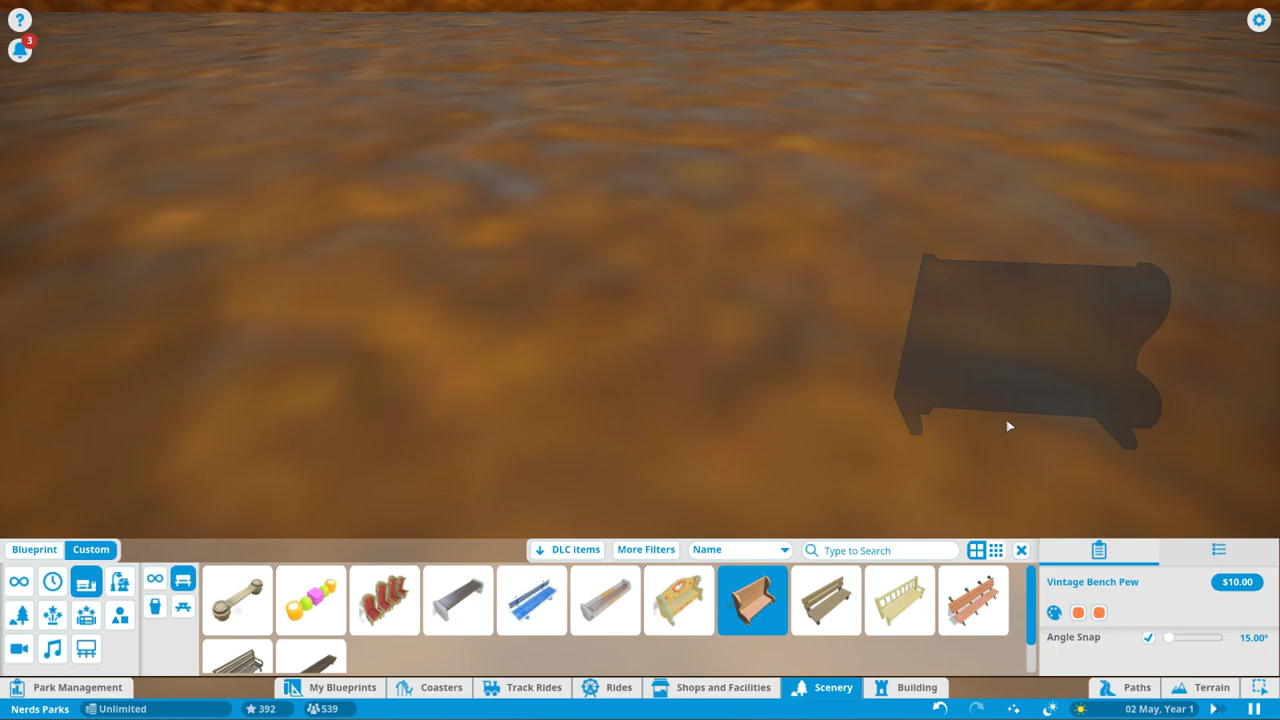 ?
3
Blueprint
Custom
DLC items
More Filters
Name
Type to Search
Vintage Bench Pew
$10.00
Angle Snap
15.00°
Park Management
My Blueprints
Coasters
Track Rides
Rides
Shops and Facilities
Scenery
Building
Paths
Terrain
Nerds Parks
Unlimited
392
539
02 May, Year 1